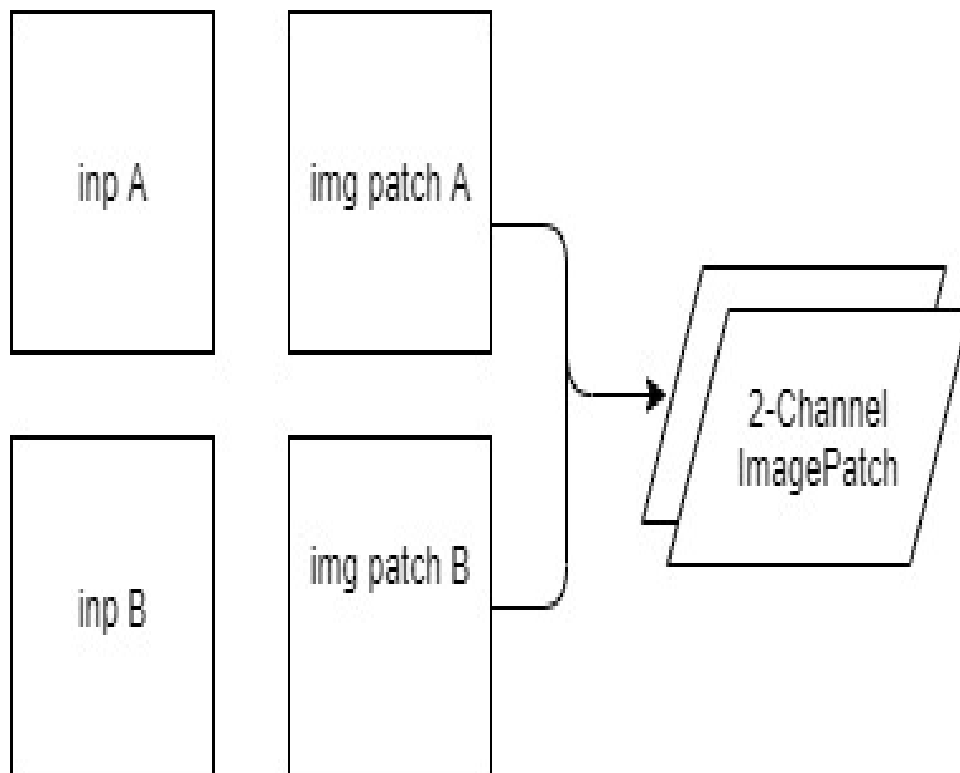 inp A
img patch A
2-Channel
ImagePatch
inp B
img patch B